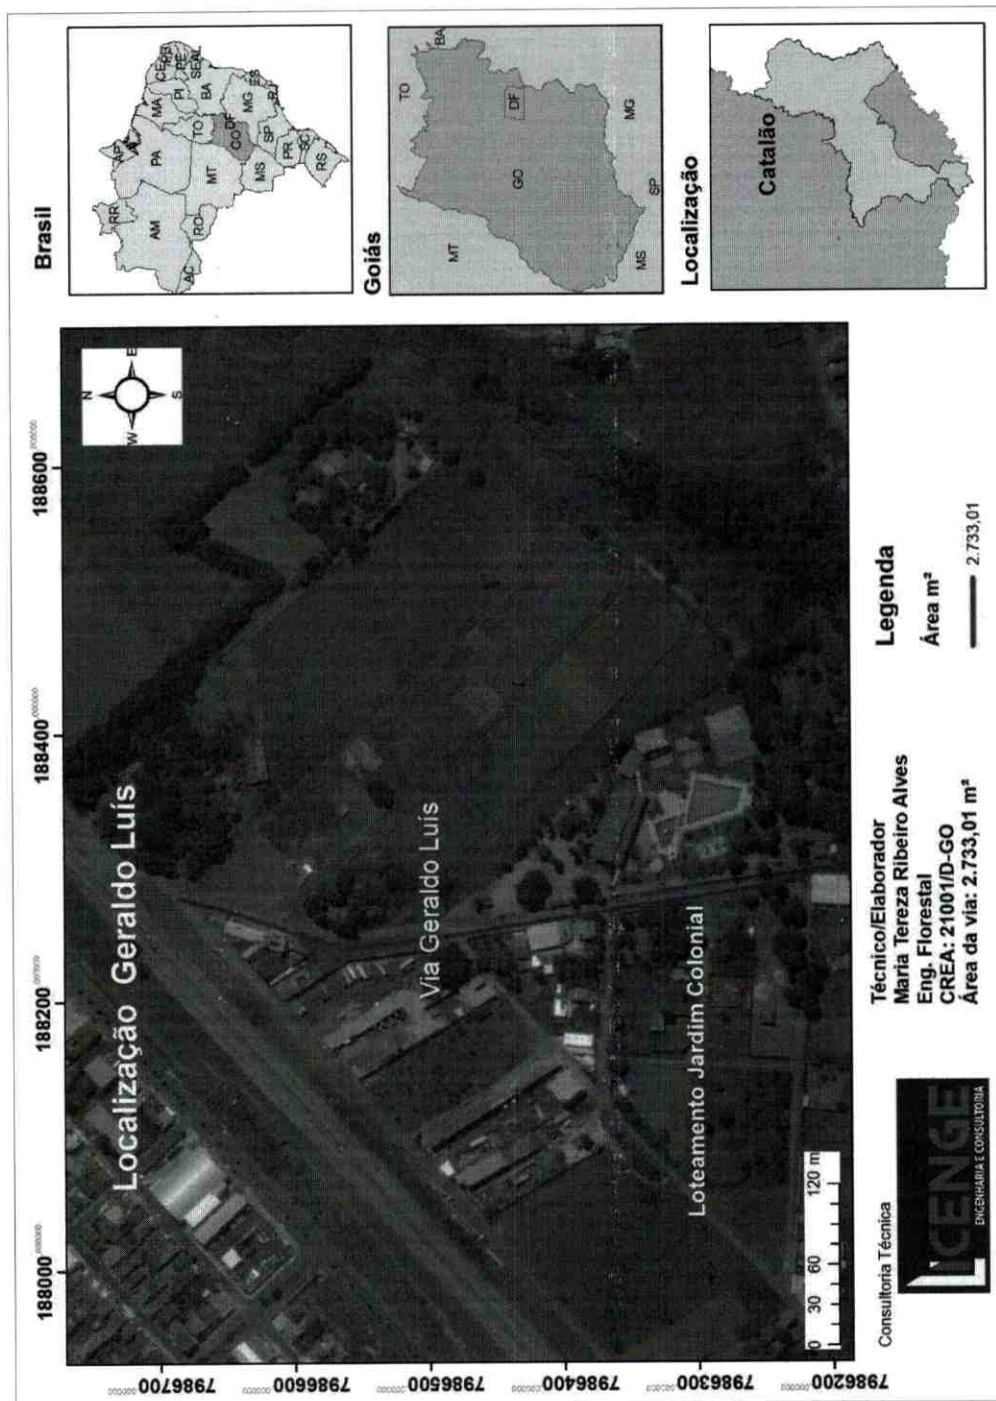 Localização Geraldo Luís
Via Geraldo Luís
Loteamento Jardim Colonial
188000
188200
188400
188600
7986700
7986600
7986500
7986400
7986300
7986200
N
W
E
S
0 30 60 120 m
Brasil
RR
AP
AM
PA
MA
CE
PI
PE
SE
AL
AC
RO
TO
BA
MT
DF
GO
MG
ES
MS
SP
RJ
PR
SC
RS
Goiás
TO
BA
MT
DF
GO
MG
MS
SP
Localização
Catalão
Consultoria Técnica
LCENGE
ENGENHARIA E CONSULTORIA
Técnico/Elaborador
Maria Tereza Ribeiro Alves
Eng. Florestal
CREA: 21001/D-GO
Área da via: 2.733,01 m²
Legenda
Área m²
2.733,01